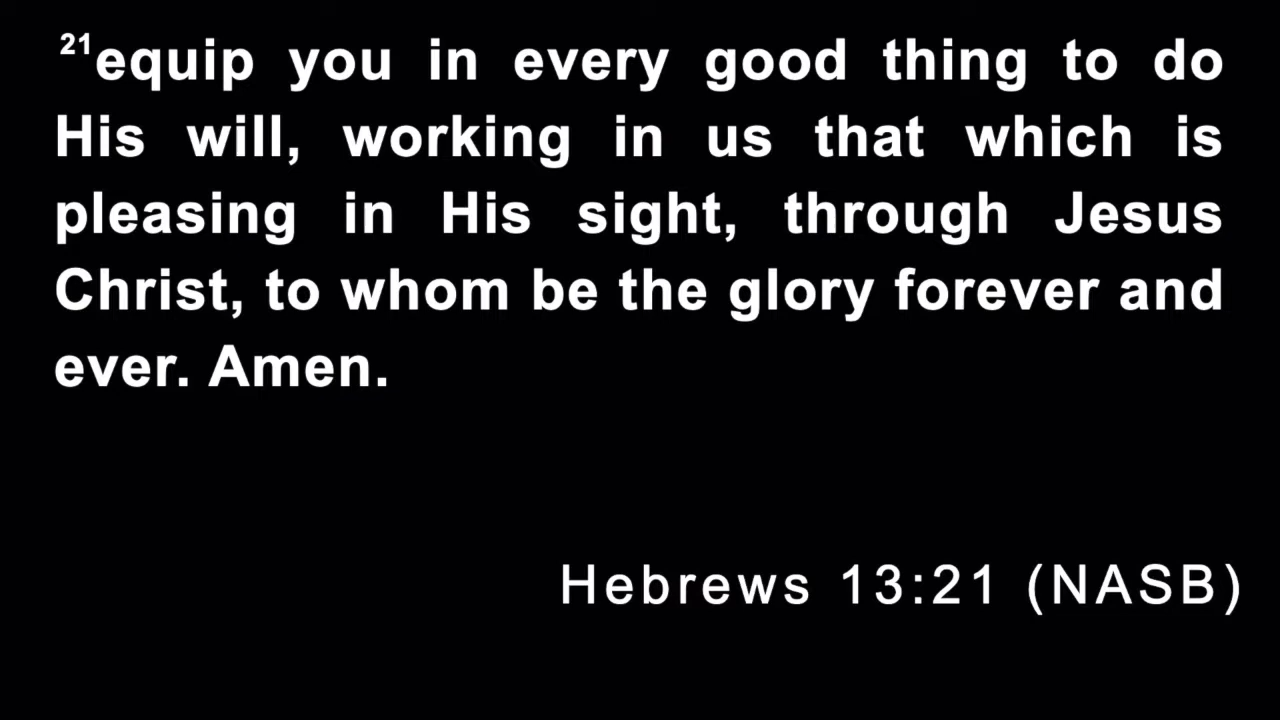 21equip you in every good thing to do
His will, working in us that which is
pleasing in His sight, through Jesus
Christ, to whom be the glory forever and
ever. Amen.
Hebrews 13:21 (NASB)